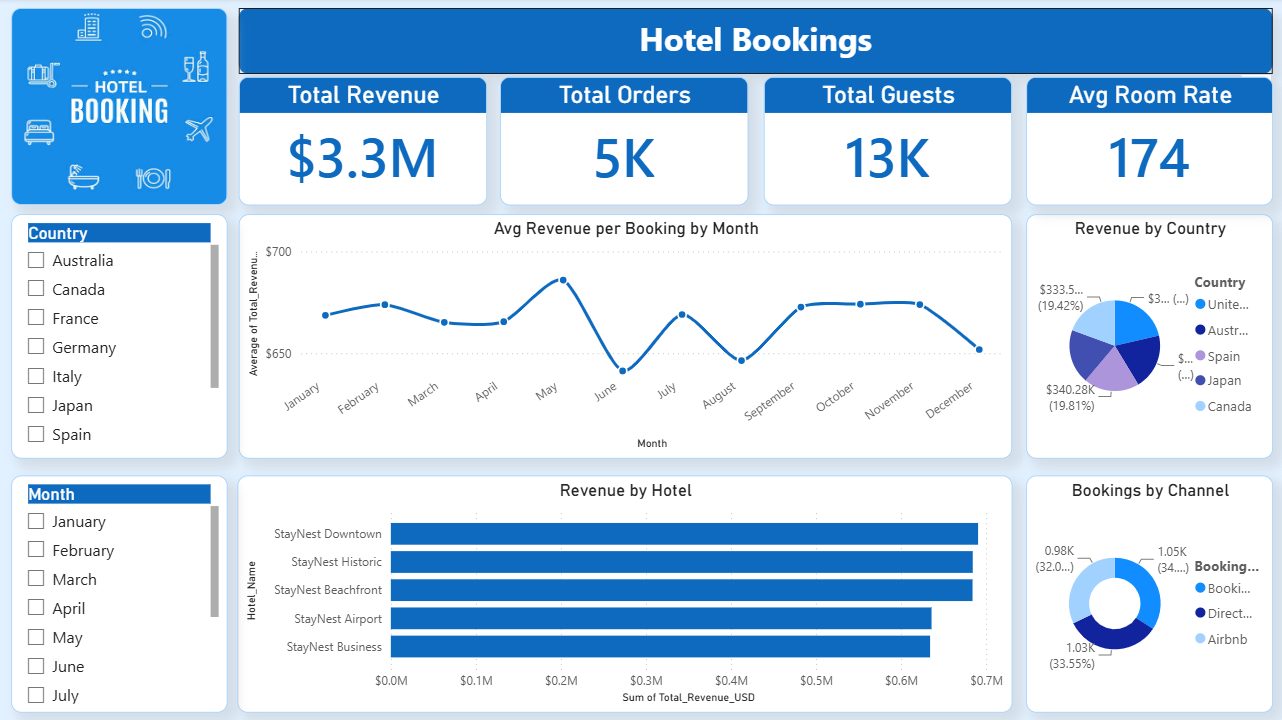 HOTEL
BOOKING
Hotel Bookings
Total Revenue
$3.3M
Total Orders
5K
Total Guests
13K
Avg Room Rate
174
Country
Australia
Canada
France
Germany
Italy
Japan
Spain
Avg Revenue per Booking by Month
Average of Total_Revenu...
$700
$650
January
February
March
April
May
June
July
August
September
October
November
December
Month
Revenue by Country
$333.5...
(19.42%)
$3... (...)
$...
(...)
$340.28K
(19.81%)
Country
Unite...
Austr...
Spain
Japan
Canada
Month
January
February
March
April
May
June
July
Revenue by Hotel
Hotel_Name
StayNest Downtown
StayNest Historic
StayNest Beachfront
StayNest Airport
StayNest Business
$0.0M
$0.1M
$0.2M
$0.3M
$0.4M
$0.5M
$0.6M
$0.7M
Sum of Total_Revenue_USD
Bookings by Channel
0.98K
(32.0...)
1.05K
(34....)
1.03K
(33.55%)
Booking...
Booki...
Direct...
Airbnb